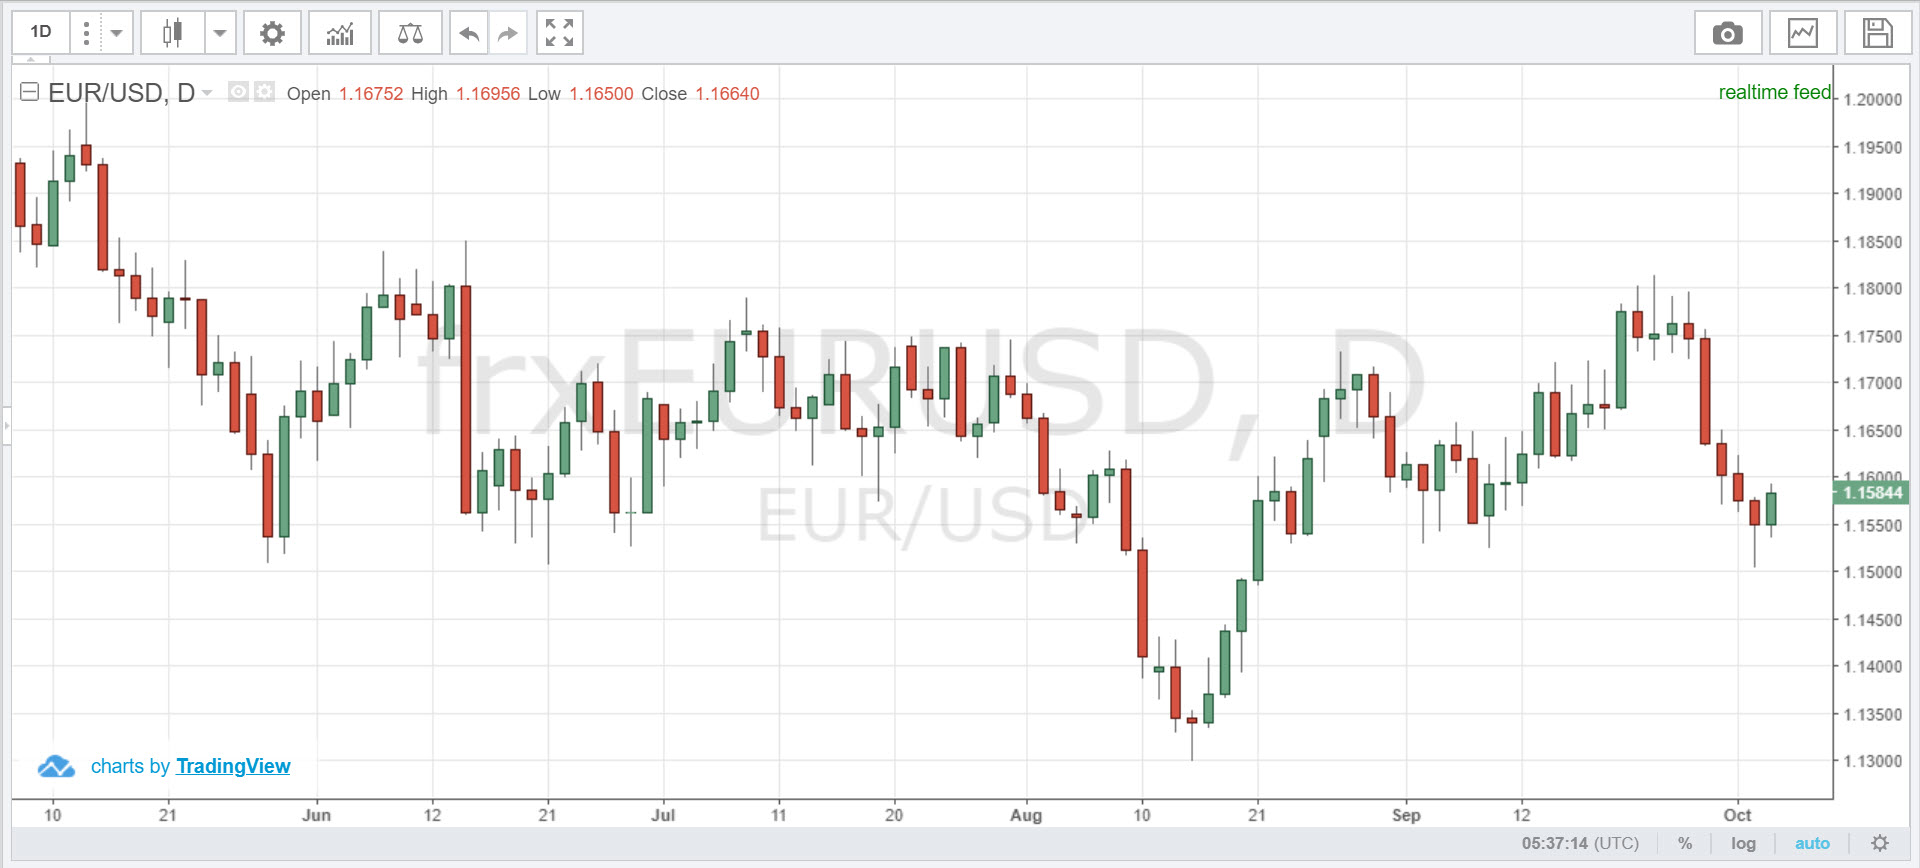 1D
EUR/USD, D Open 1.16752 High 1.16956 Low 1.16500 Close 1.16640
realtime feed
1.20000
1.19500
1.19000
1.18500
1.18000
1.17500
1.17000
1.16500
1.16000
1.15844
1.15500
1.15000
1.14500
1.14000
1.13500
1.13000
frxEURUSD, D
EUR/USD
charts by TradingView
10 21 Jun 12 21 Jul 11 20 Aug 10 21 Sep 12 Oct
05:37:14 (UTC) % log auto